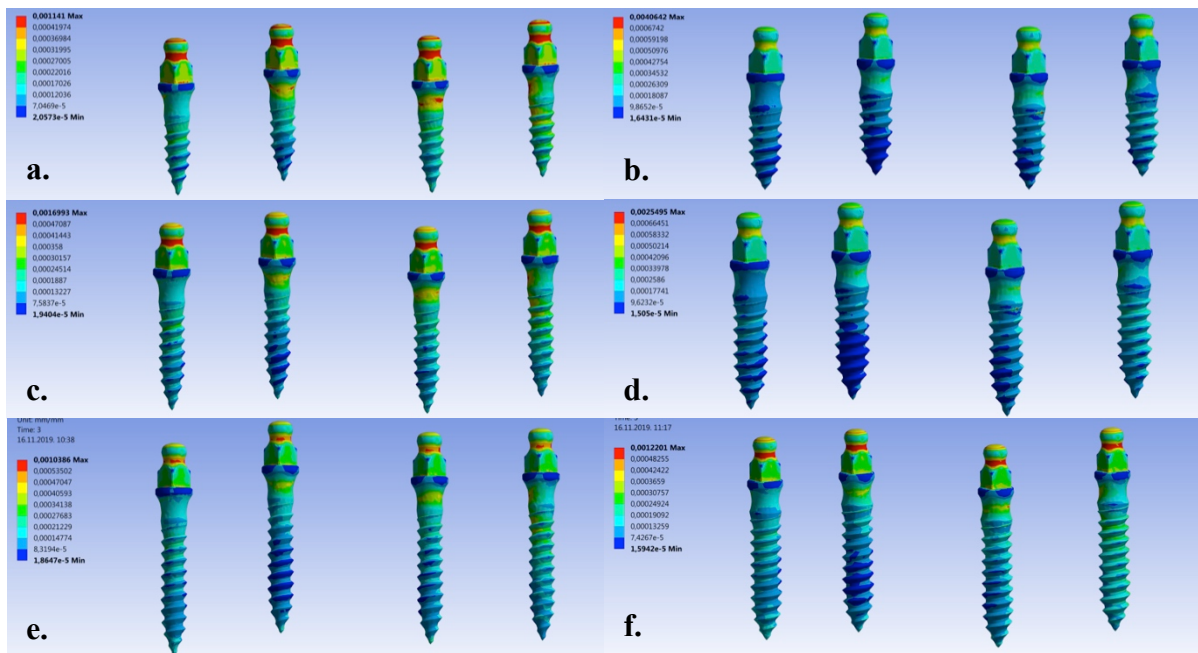 0,001141 Max
0,00041974
0,00036984
0,00031995
0,00027005
0,00022016
0,00017026
0,00012036
7,0469e-5
2,0573e-5 Min
a.
0,0040642 Max
0,0006742
0,00059198
0,00050976
0,00042754
0,00034532
0,00026309
0,00018087
9,8652e-5
1,6431e-5 Min
b.
0,0016993 Max
0,00047087
0,00041443
0,000358
0,00030157
0,00024514
0,0001887
0,00013227
7,5837e-5
1,9404e-5 Min
c.
0,0025495 Max
0,00066451
0,00058332
0,00050214
0,00042096
0,00033978
0,0002586
0,00017741
9,6232e-5
1,505e-5 Min
d.
Unit: mm/mm
Time: 3
16.11.2019. 10:38
0,0010386 Max
0,00053502
0,00047047
0,00040593
0,00034138
0,00027683
0,00021229
0,00014774
8,3194e-5
1,8647e-5 Min
e.
16.11.2019. 11:17
0,0012201 Max
0,00048255
0,00042422
0,0003659
0,00030757
0,00024924
0,00019092
0,00013259
7,4267e-5
1,5942e-5 Min
f.